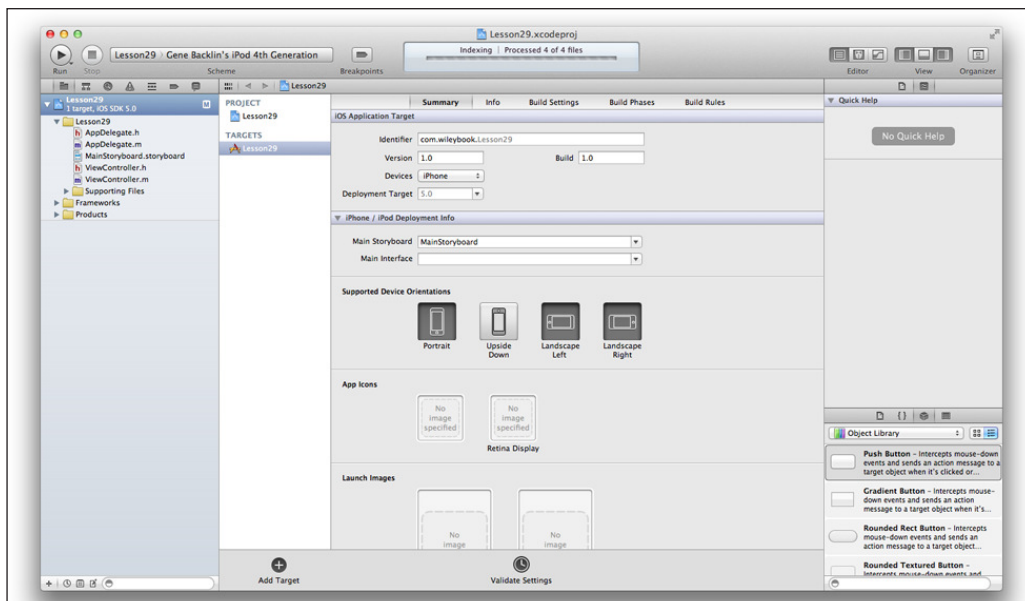 Lesson29.xcodeproj
Lesson29 › Gene Backlin's iPod 4th Generation
Indexing | Processed 4 of 4 files
Run
Stop
Scheme
Breakpoints
Editor
View
Organizer
Lesson29
Lesson29
1 target, iOS SDK 5.0
M
Lesson29
AppDelegate.h
AppDelegate.m
MainStoryboard.storyboard
ViewController.h
ViewController.m
Supporting Files
Frameworks
Products
PROJECT
Lesson29
TARGETS
Lesson29
Summary
Info
Build Settings
Build Phases
Build Rules
iOS Application Target
Identifier com.wileybook.Lesson29
Version 1.0 Build 1.0
Devices iPhone
Deployment Target 5.0
iPhone / iPod Deployment Info
Main Storyboard MainStoryboard
Main Interface
Supported Device Orientations
Portrait
Upside
Down
Landscape
Left
Landscape
Right
App Icons
No
image
specified
No
image
specified
Retina Display
Launch Images
No
image
No
image
Add Target
Validate Settings
Quick Help
No Quick Help
Object Library
Push Button – Intercepts mouse-down
events and sends an action message to a
target object when it's clicked or...
Gradient Button – Intercepts mouse-
down events and sends an action
message to a target object when it's...
Rounded Rect Button – Intercepts
mouse-down events and sends an
action message to a target object...
Rounded Textured Button –
Intercepts mouse-down events and